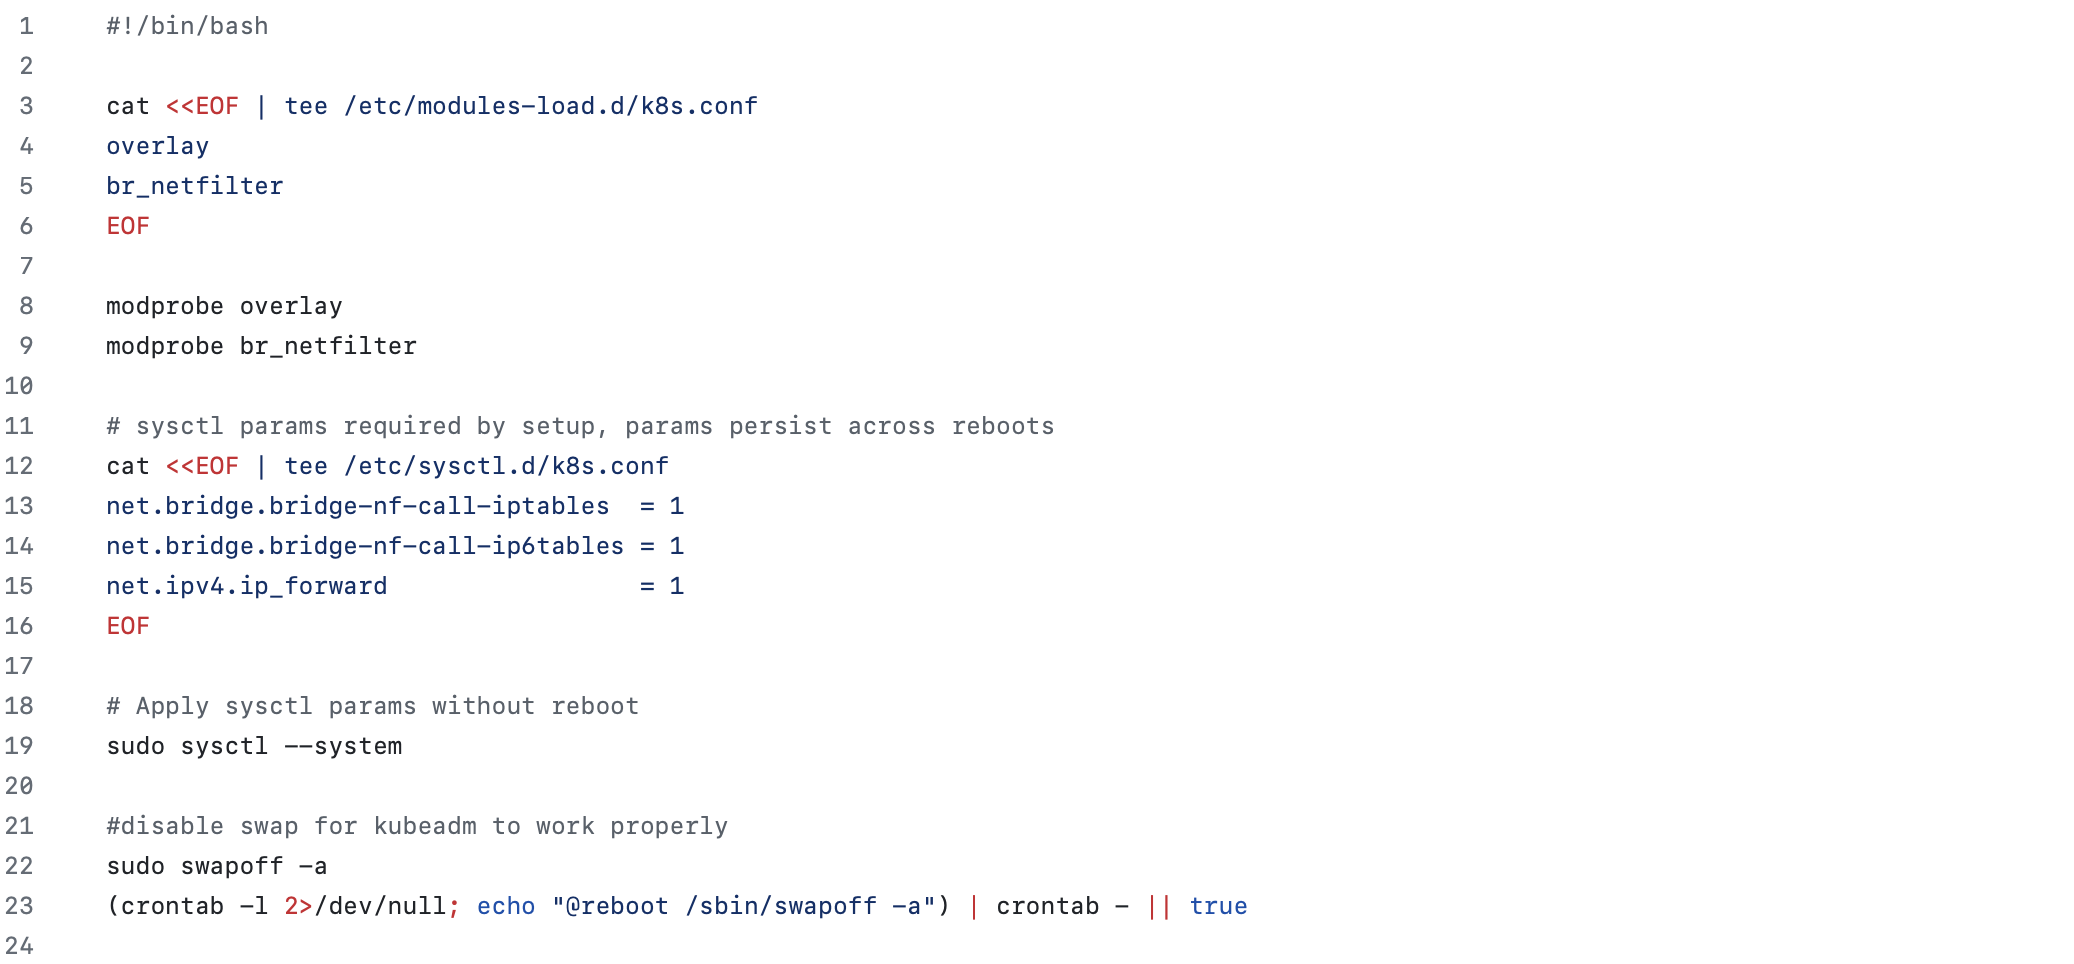 1 #!/bin/bash
2
3 cat <<EOF | tee /etc/modules-load.d/k8s.conf
4 overlay
5 br_netfilter
6 EOF
7
8 modprobe overlay
9 modprobe br_netfilter
10
11 # sysctl params required by setup, params persist across reboots
12 cat <<EOF | tee /etc/sysctl.d/k8s.conf
13 net.bridge.bridge-nf-call-iptables  = 1
14 net.bridge.bridge-nf-call-ip6tables = 1
15 net.ipv4.ip_forward                 = 1
16 EOF
17
18 # Apply sysctl params without reboot
19 sudo sysctl --system
20
21 #disable swap for kubeadm to work properly
22 sudo swapoff -a
23 (crontab -l 2>/dev/null; echo "@reboot /sbin/swapoff -a") | crontab - || true
24